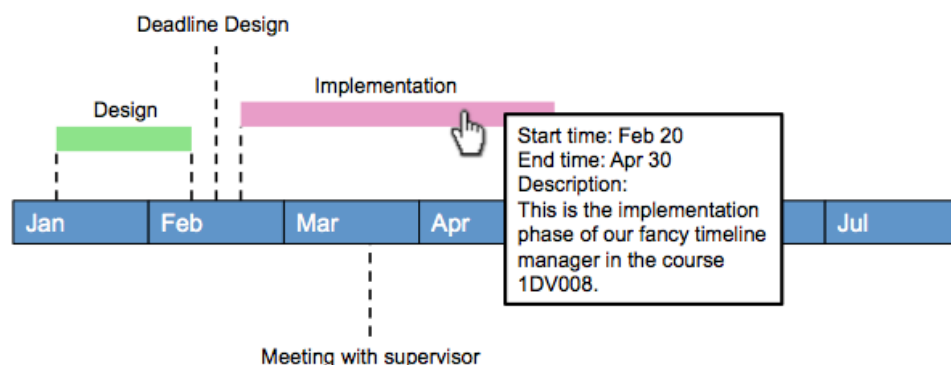 Deadline Design
Implementation
Design
Start time: Feb 20
End time: Apr 30
Description:
This is the implementation
phase of our fancy timeline
manager in the course
1DV008.
Jan Feb Mar Apr Jul
Meeting with supervisor